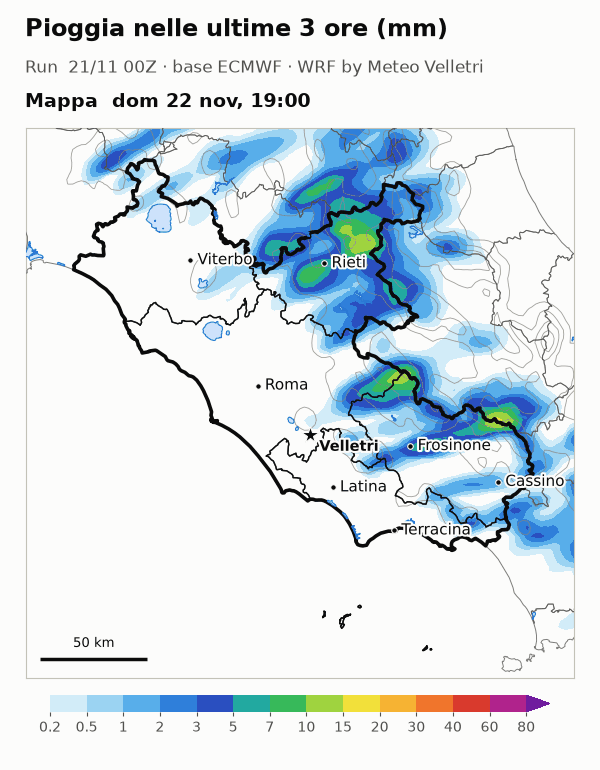 Pioggia nelle ultime 3 ore (mm)
Run 21/11 00Z · base ECMWF · WRF by Meteo Velletri
Mappa dom 22 nov, 19:00
Viterbo
Rieti
Roma
Velletri
Frosinone
Latina
Cassino
Terracina
50 km
0.2 0.5 1 2 3 5 7 10 15 20 30 40 60 80